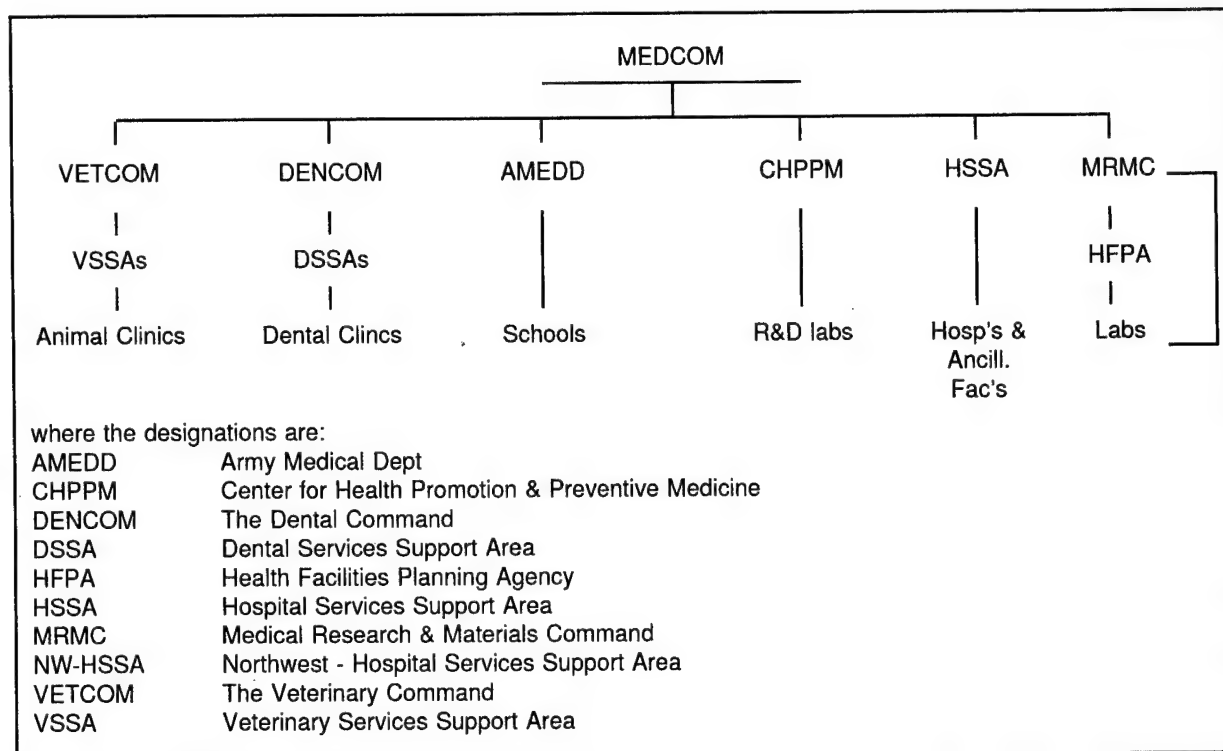 MEDCOM
VETCOM DENCOM AMEDD CHPPM HSSA MRMC
VSSAs DSSAs HFPA
Animal Clinics Dental Clincs Schools R&D labs Hosp's & Labs
Ancill.
Fac's
where the designations are:
AMEDD Army Medical Dept
CHPPM Center for Health Promotion & Preventive Medicine
DENCOM The Dental Command
DSSA Dental Services Support Area
HFPA Health Facilities Planning Agency
HSSA Hospital Services Support Area
MRMC Medical Research & Materials Command
NW-HSSA Northwest - Hospital Services Support Area
VETCOM The Veterinary Command
VSSA Veterinary Services Support Area